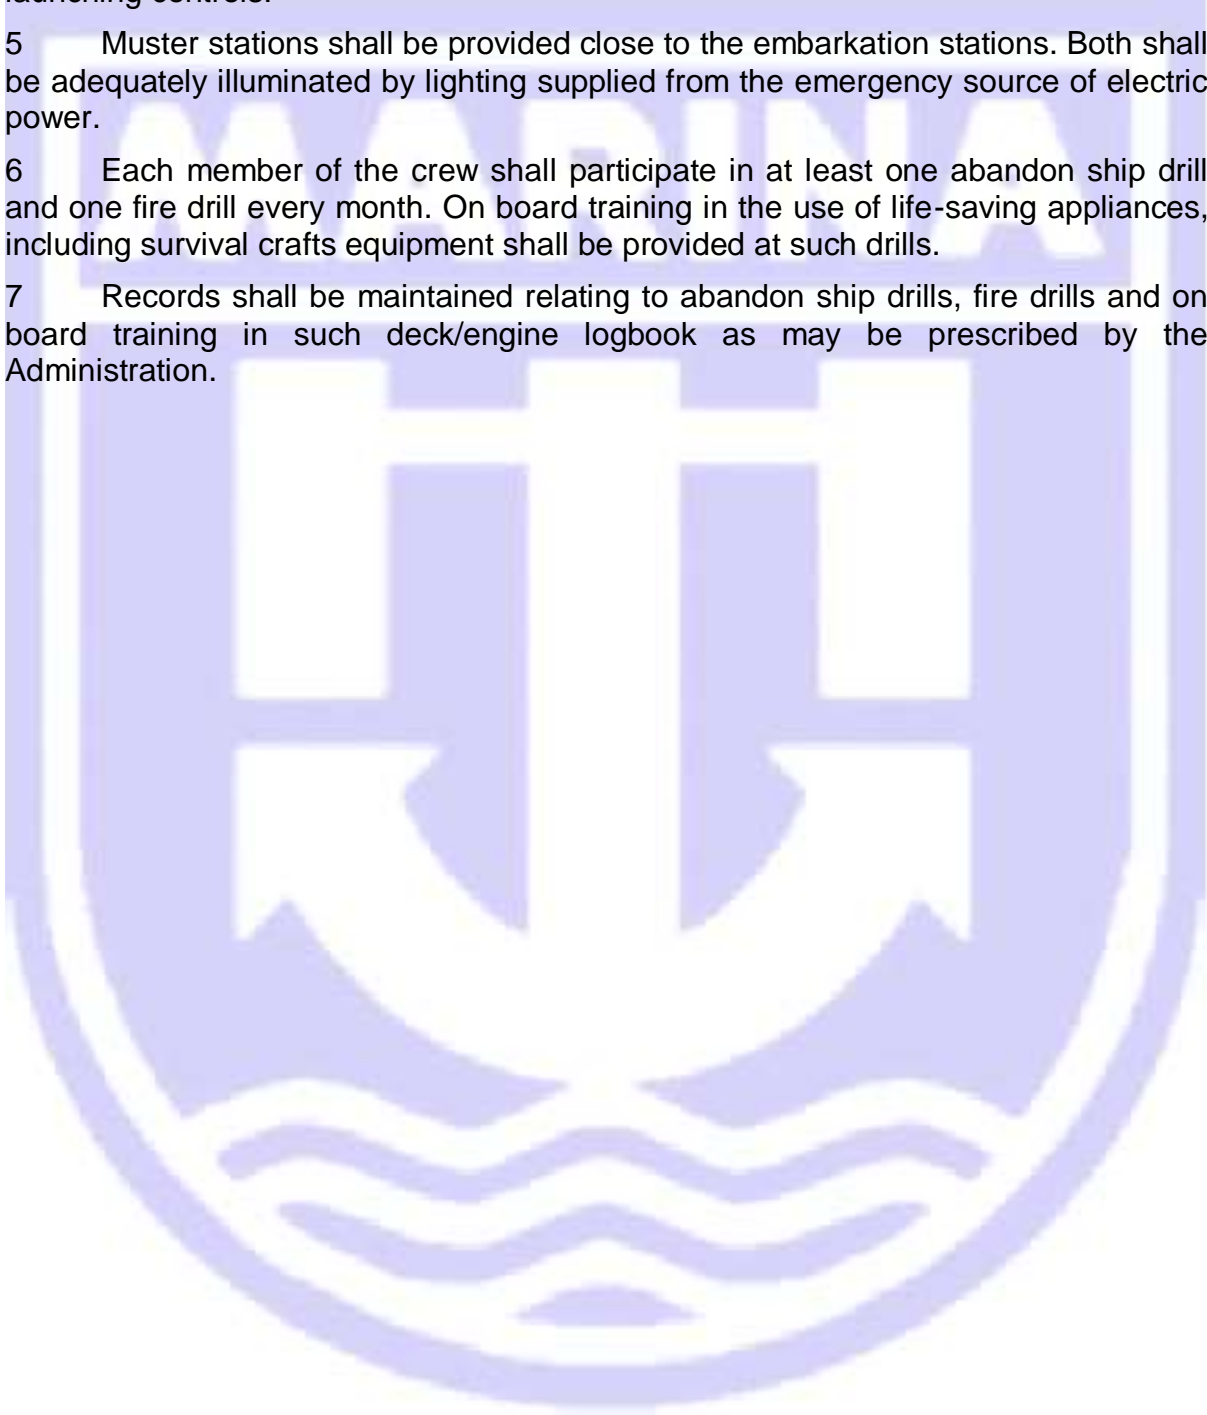 launching controls.
5 Muster stations shall be provided close to the embarkation stations. Both shall
be adequately illuminated by lighting supplied from the emergency source of electric
power.
6 Each member of the crew shall participate in at least one abandon ship drill
and one fire drill every month. On board training in the use of life-saving appliances,
including survival crafts equipment shall be provided at such drills.
7 Records shall be maintained relating to abandon ship drills, fire drills and on
board training in such deck/engine logbook as may be prescribed by the
Administration.
MARINA